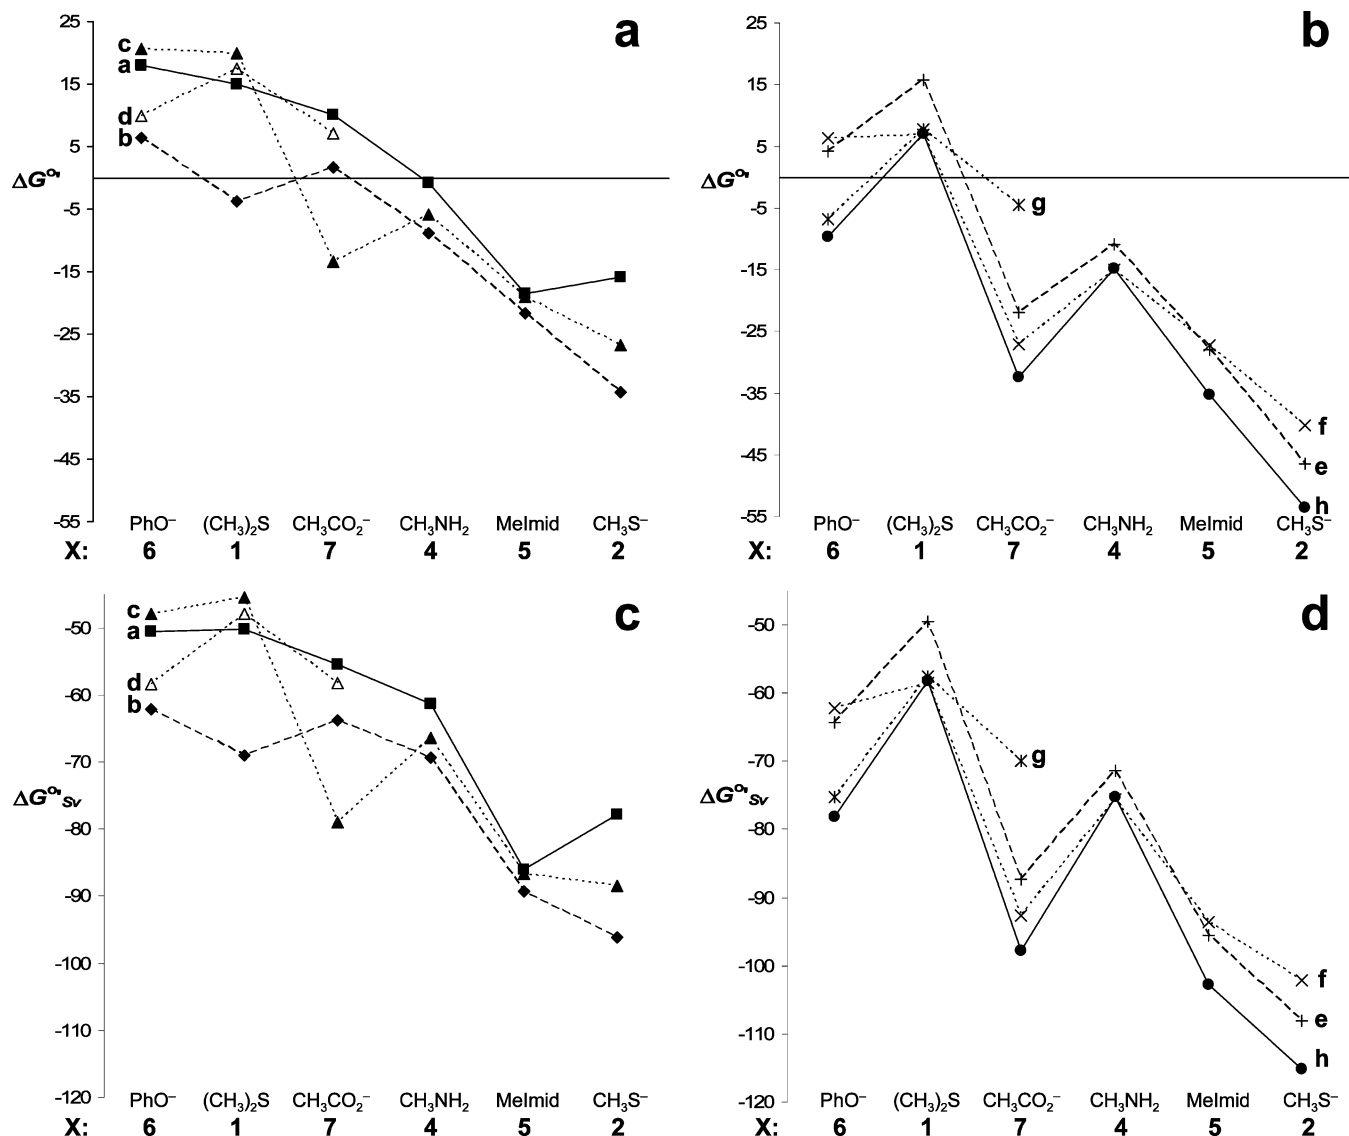 a
25
15
5
-5
-15
-25
-35
-45
-55
ΔG°'
c
a
d
b
PhO⁻ (CH₃)₂S CH₃CO₂⁻ CH₃NH₂ MeImid CH₃S⁻
X: 6 1 7 4 5 2
b
25
15
5
-5
-15
-25
-35
-45
-55
ΔG°'
g
f
e
h
PhO⁻ (CH₃)₂S CH₃CO₂⁻ CH₃NH₂ MeImid CH₃S⁻
X: 6 1 7 4 5 2
c
-50
-60
-70
-80
-90
-100
-110
-120
ΔG°'Sv
c
a
d
b
PhO⁻ (CH₃)₂S CH₃CO₂⁻ CH₃NH₂ MeImid CH₃S⁻
X: 6 1 7 4 5 2
d
-50
-60
-70
-80
-90
-100
-110
-120
ΔG°'Sv
g
f
e
h
PhO⁻ (CH₃)₂S CH₃CO₂⁻ CH₃NH₂ MeImid CH₃S⁻
X: 6 1 7 4 5 2